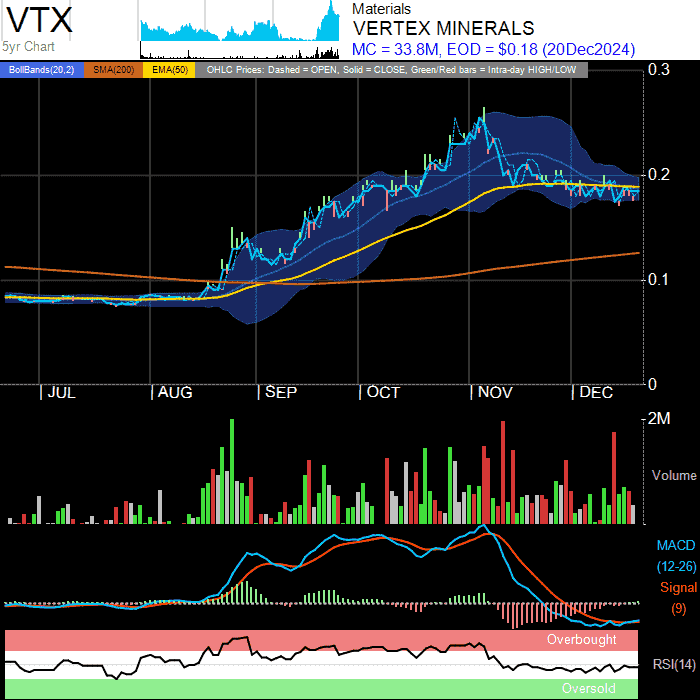 VTX
5yr Chart
Materials
VERTEX MINERALS
MC = 33.8M, EOD = $0.18 (20Dec2024)
BollBands(20,2) SMA(200) EMA(50) OHLC Prices: Dashed = OPEN, Solid = CLOSE, Green/Red bars = Intra-day HIGH/LOW
0.3
0.2
0.1
0
| JUL | AUG | SEP | OCT | NOV | DEC
2M
Volume
MACD
(12-26)
Signal
(9)
Overbought
RSI(14)
Oversold